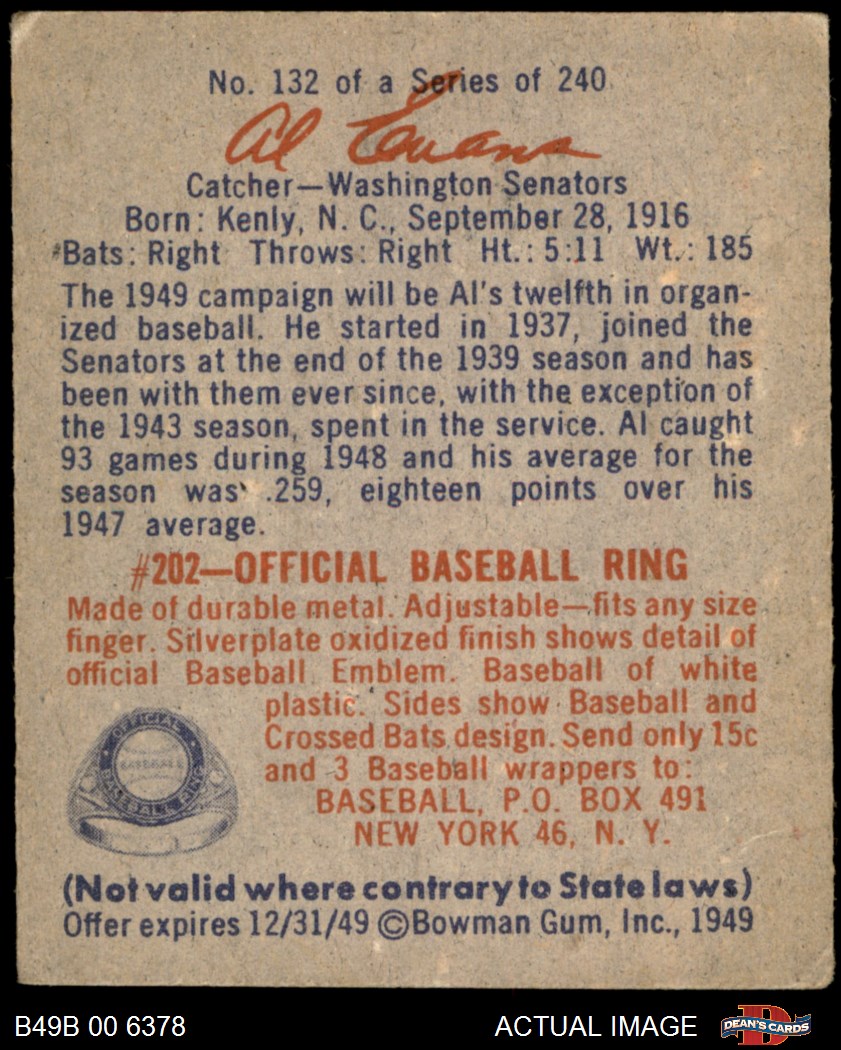 No. 132 of a Series of 240
Al Evans
Catcher—Washington Senators
Born: Kenly, N. C., September 28, 1916
Bats: Right Throws: Right Ht.: 5:11 Wt.: 185
The 1949 campaign will be Al's twelfth in organ-
ized baseball. He started in 1937, joined the
Senators at the end of the 1939 season and has
been with them ever since, with the exception of
the 1943 season, spent in the service. Al caught
93 games during 1948 and his average for the
season was .259, eighteen points over his
1947 average.
#202—OFFICIAL BASEBALL RING
Made of durable metal. Adjustable—fits any size
finger. Silverplate oxidized finish shows detail of
official Baseball Emblem. Baseball of white
plastic. Sides show Baseball and
Crossed Bats design. Send only 15c
and 3 Baseball wrappers to:
BASEBALL, P.O. BOX 491
NEW YORK 46, N. Y.
OFFICIAL
BASEBALL
BASEBALL RING
(Not valid where contrary to State laws)
Offer expires 12/31/49 ©Bowman Gum, Inc., 1949
B49B 00 6378
ACTUAL IMAGE
D
DEAN'S CARDS